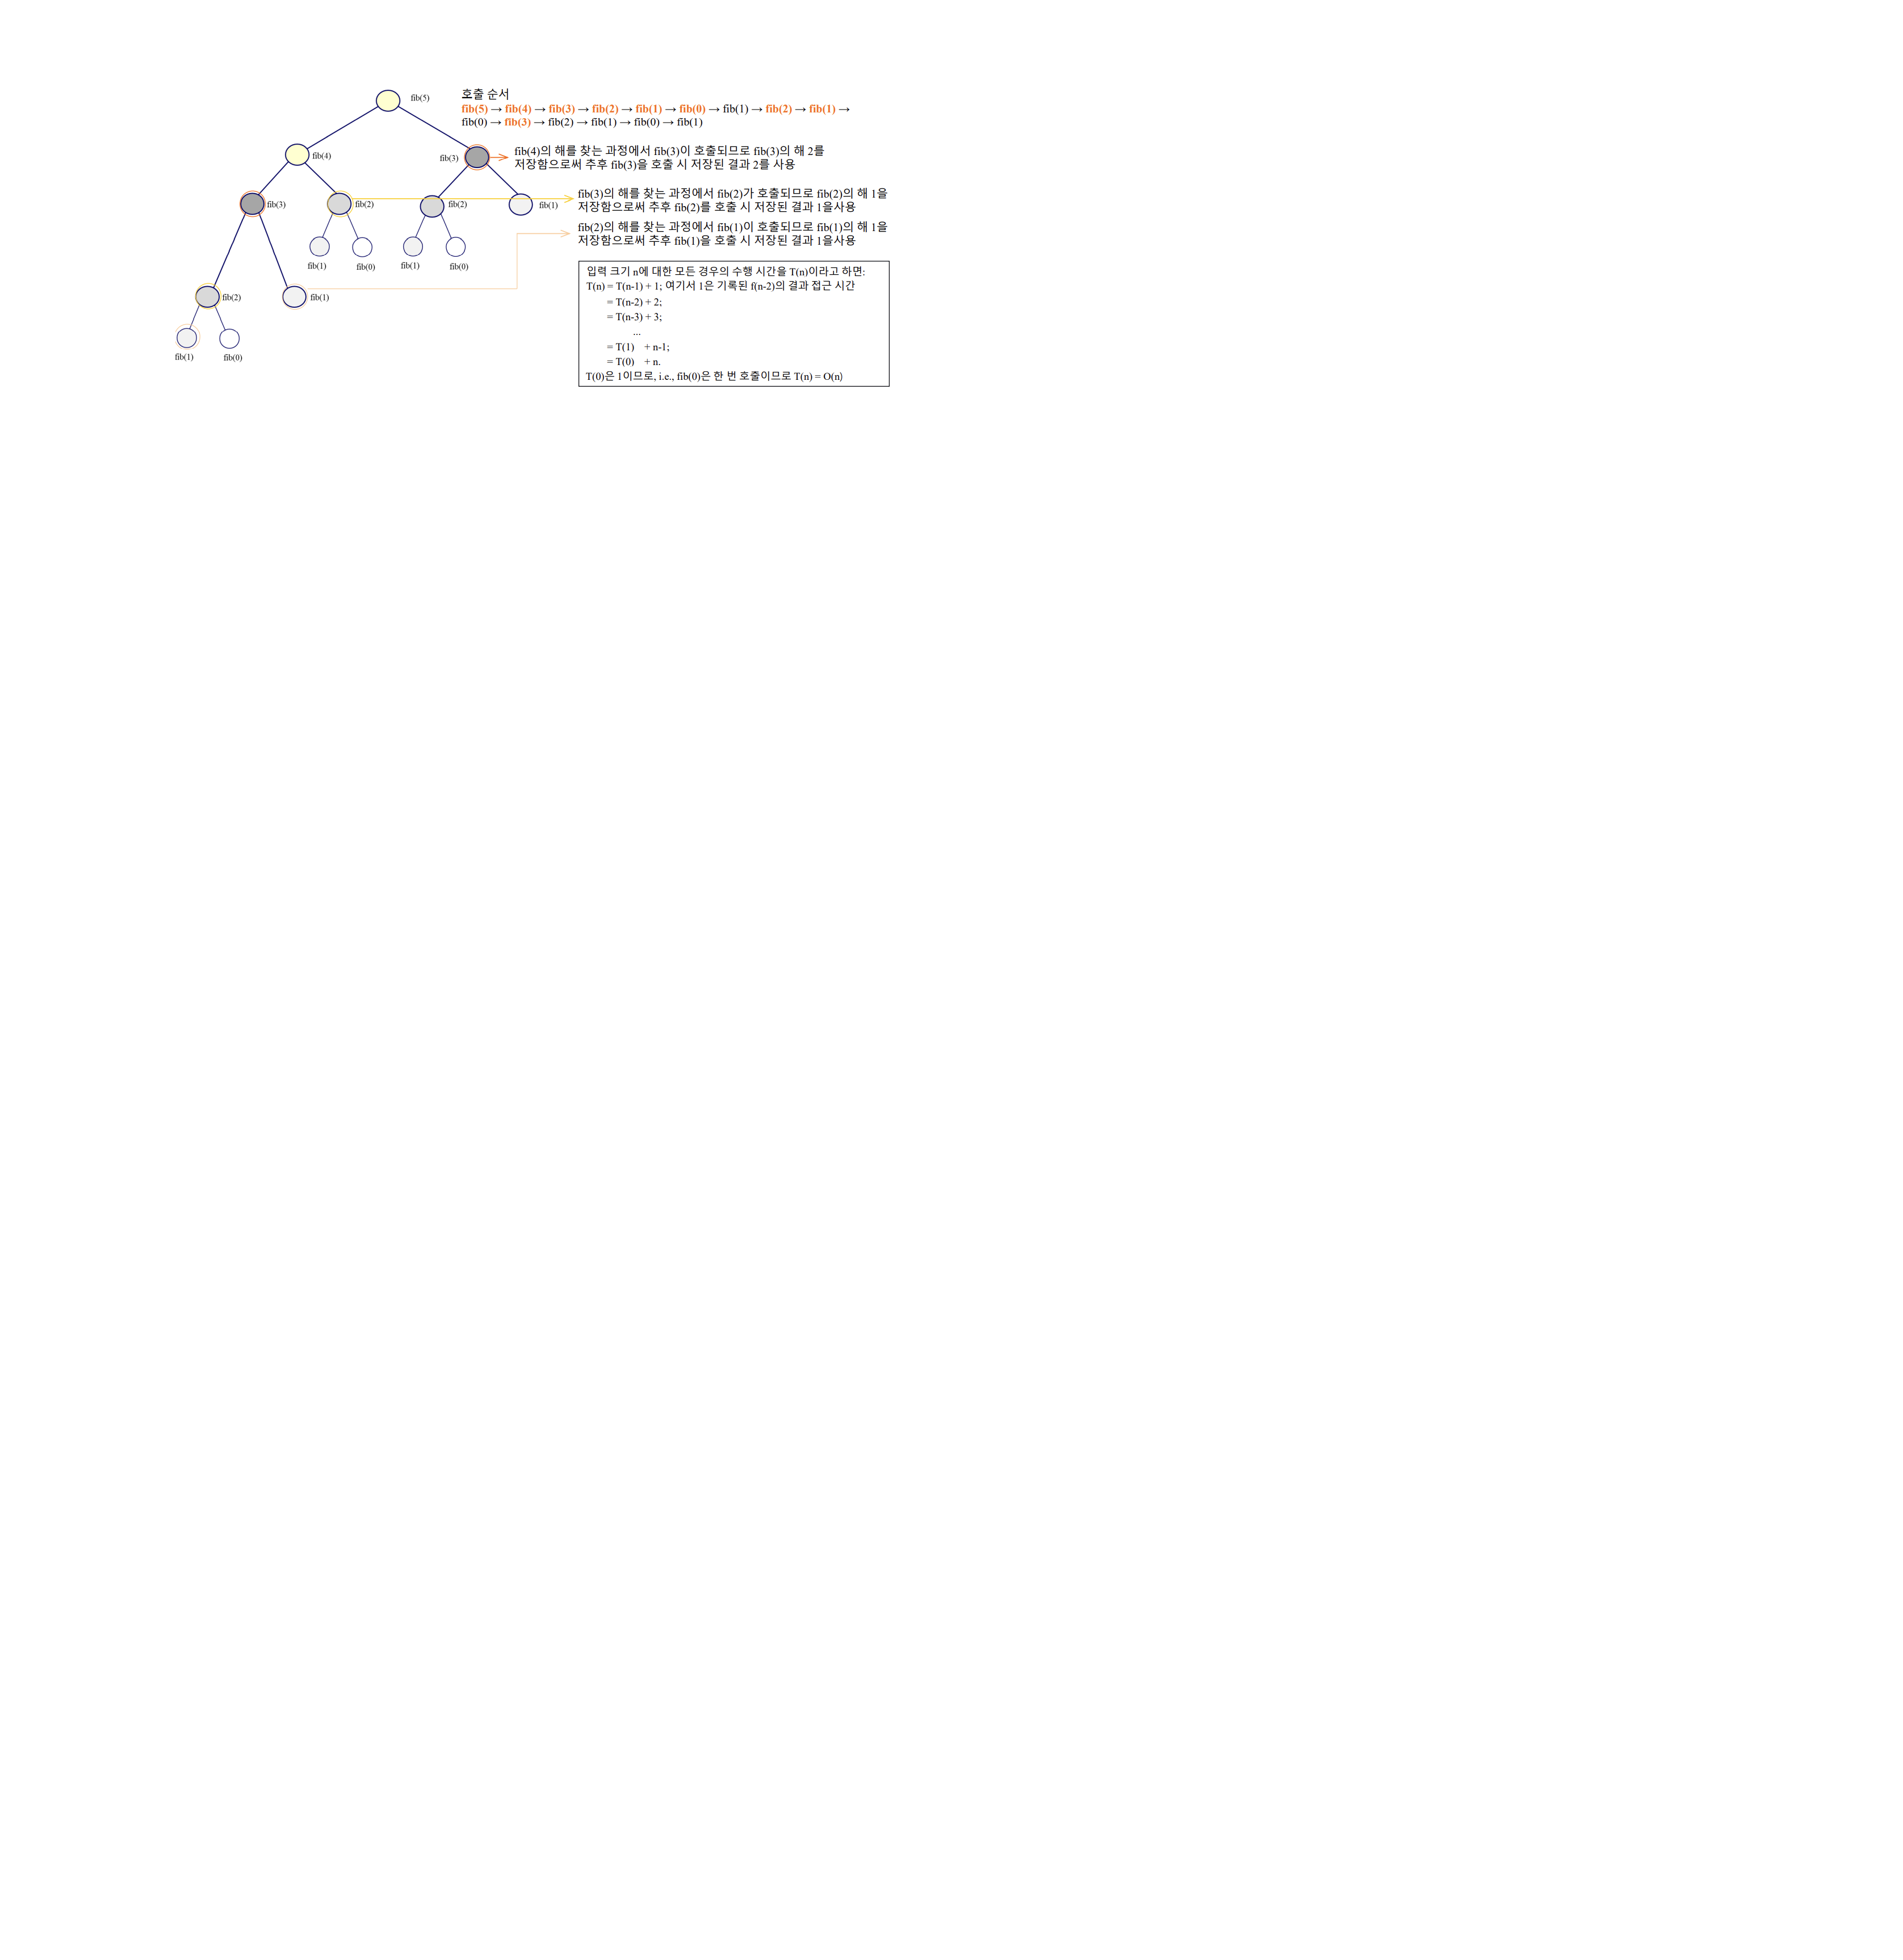 fib(5)
호출 순서
fib(5) → fib(4) → fib(3) → fib(2) → fib(1) → fib(0) → fib(1) → fib(2) → fib(1) →
fib(0) → fib(3) → fib(2) → fib(1) → fib(0) → fib(1)
fib(4)
fib(3)
fib(4)의 해를 찾는 과정에서 fib(3)이 호출되므로 fib(3)의 해 2를
저장함으로써 추후 fib(3)을 호출 시 저장된 결과 2를 사용
fib(3)
fib(2)
fib(2)
fib(1)
fib(3)의 해를 찾는 과정에서 fib(2)가 호출되므로 fib(2)의 해 1을
저장함으로써 추후 fib(2)를 호출 시 저장된 결과 1을사용
fib(2)의 해를 찾는 과정에서 fib(1)이 호출되므로 fib(1)의 해 1을
저장함으로써 추후 fib(1)을 호출 시 저장된 결과 1을사용
fib(1)
fib(0)
fib(1)
fib(0)
fib(2)
fib(1)
fib(1)
fib(0)
입력 크기 n에 대한 모든 경우의 수행 시간을 T(n)이라고 하면:
T(n) = T(n-1) + 1; 여기서 1은 기록된 f(n-2)의 결과 접근 시간
= T(n-2) + 2;
= T(n-3) + 3;
...
= T(1) + n-1;
= T(0) + n.
T(0)은 1이므로, i.e., fib(0)은 한 번 호출이므로 T(n) = O(n)